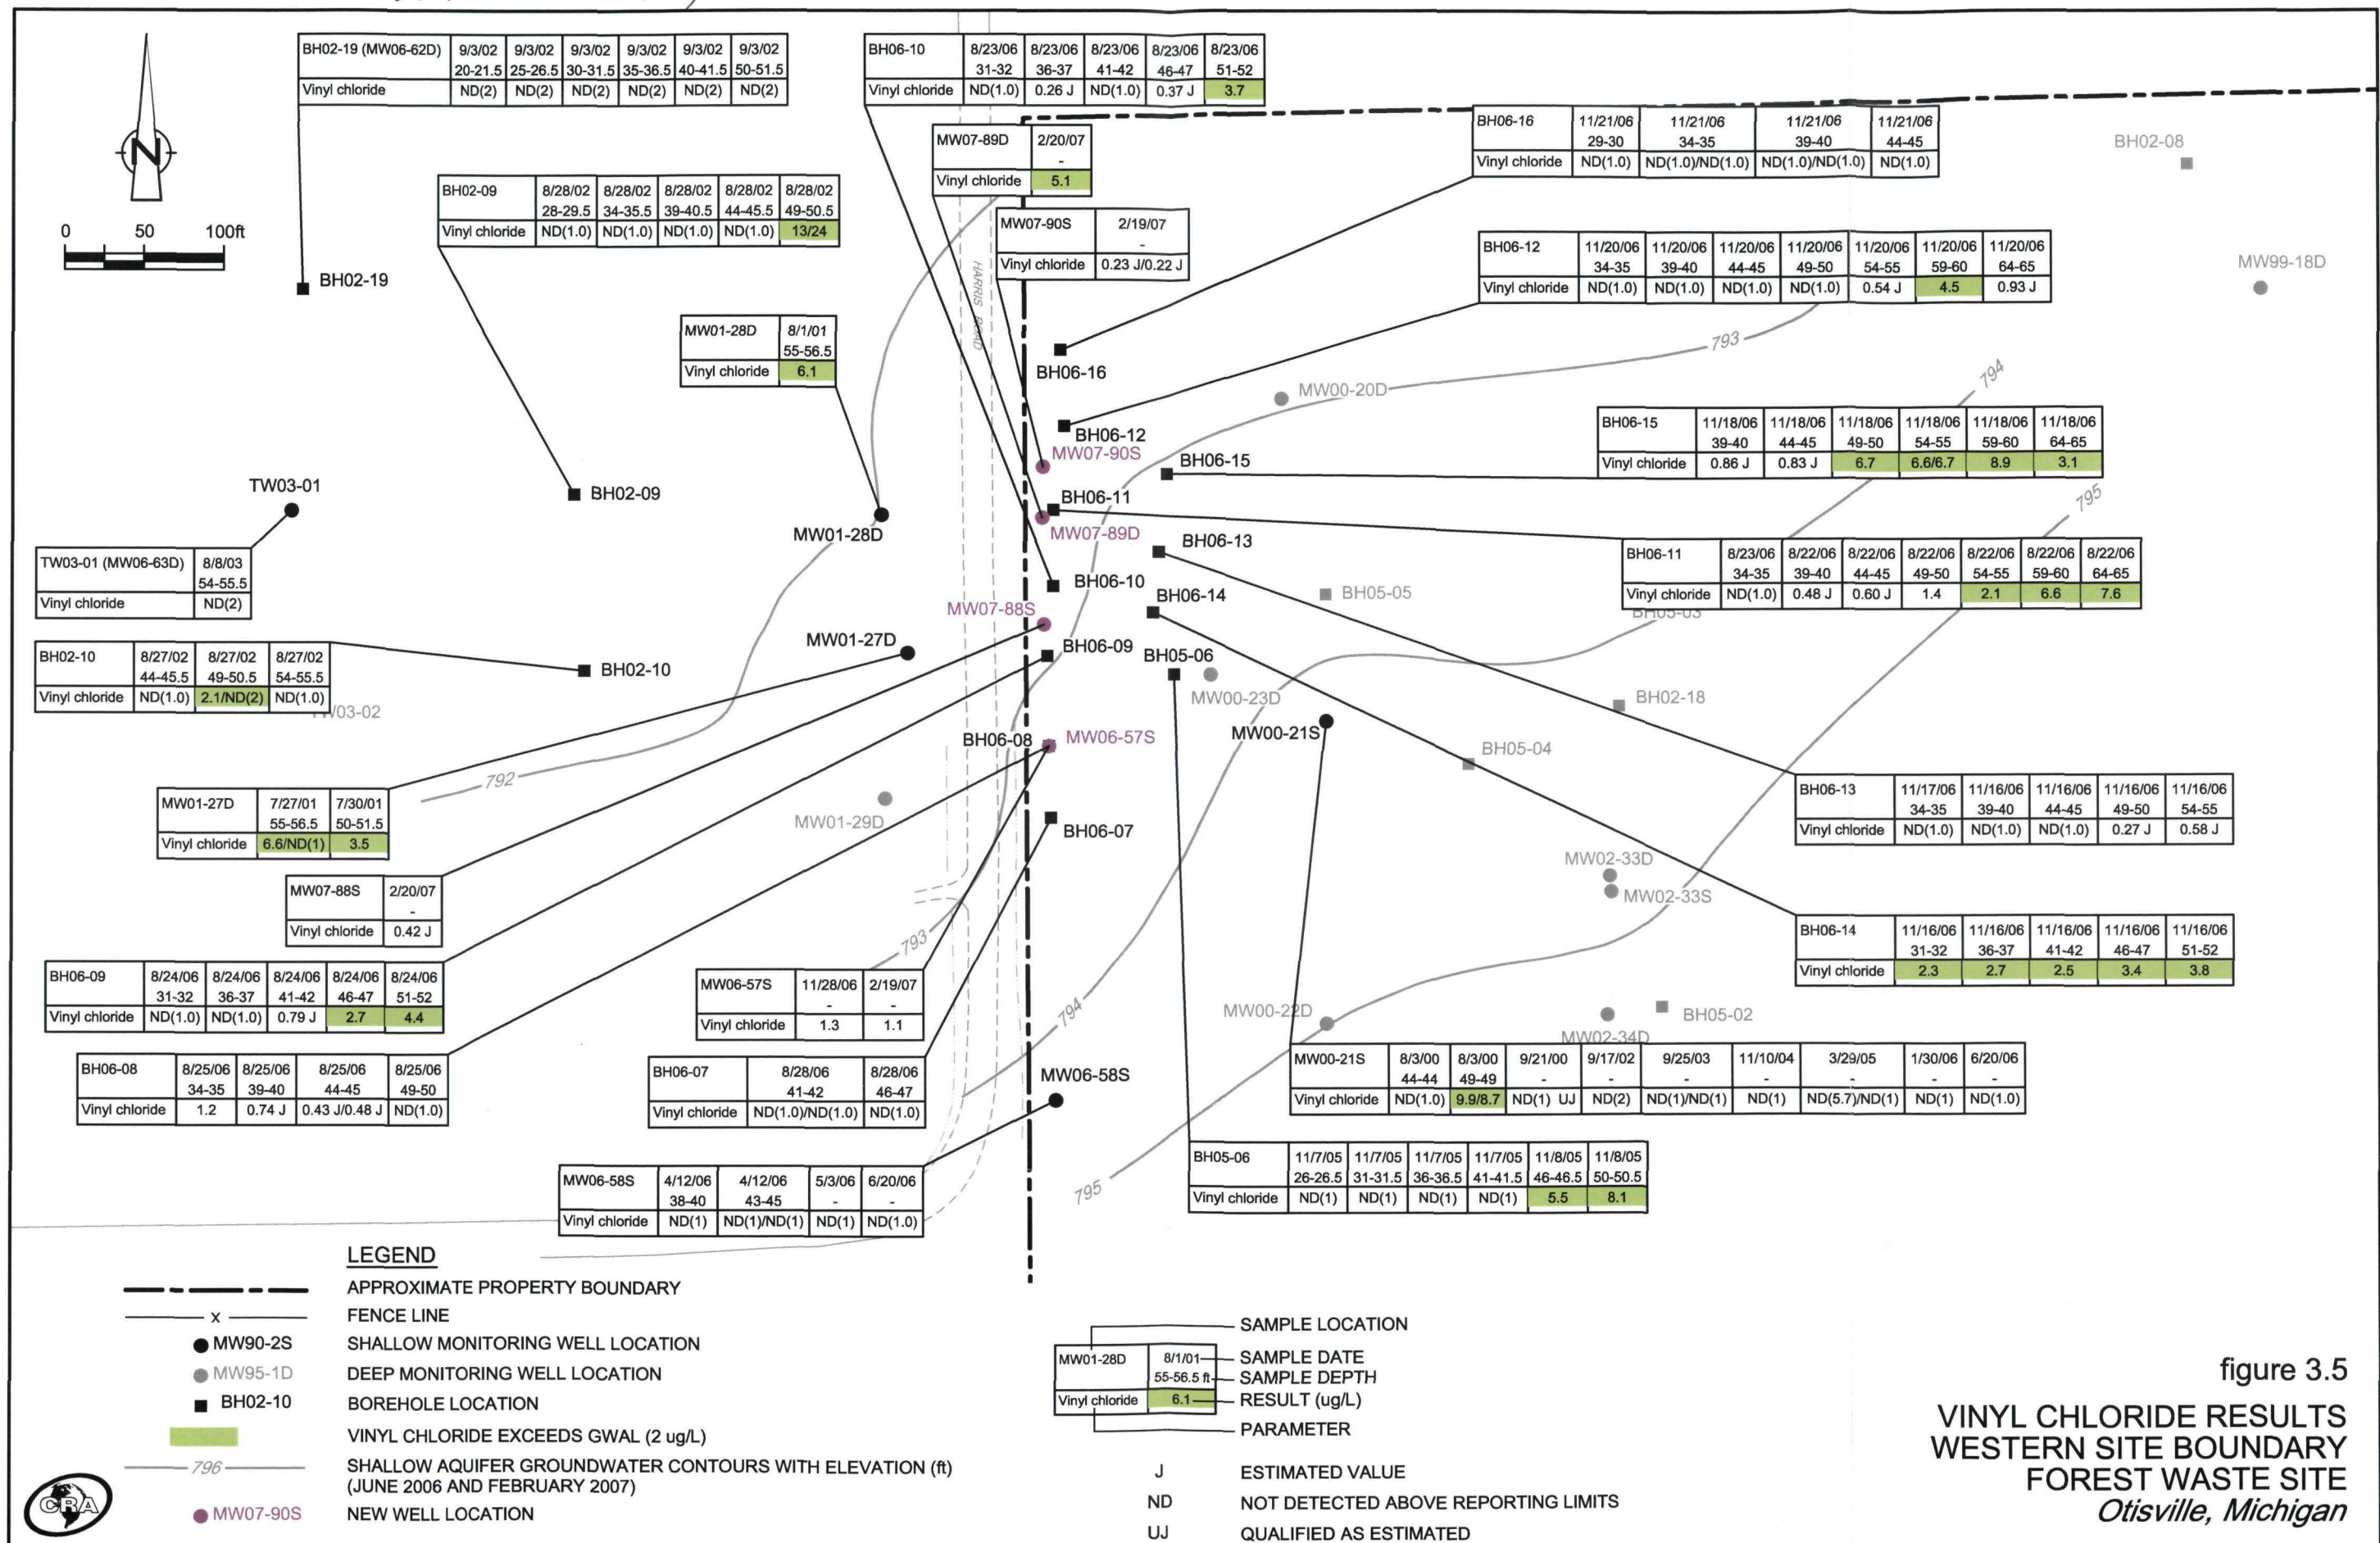 BH02-19 (MW06-62D) 9/3/02 9/3/02 9/3/02 9/3/02 9/3/02 9/3/02
20-21.5 25-26.5 30-31.5 35-36.5 40-41.5 50-51.5
Vinyl chloride ND(2) ND(2) ND(2) ND(2) ND(2) ND(2)
BH06-10 8/23/06 8/23/06 8/23/06 8/23/06 8/23/06
31-32 36-37 41-42 46-47 51-52
Vinyl chloride ND(1.0) 0.26 J ND(1.0) 0.37 J 3.7
BH06-16 11/21/06 11/21/06 11/21/06 11/21/06
29-30 34-35 39-40 44-45
Vinyl chloride ND(1.0) ND(1.0)/ND(1.0) ND(1.0)/ND(1.0) ND(1.0)
BH02-08
MW07-89D 2/20/07
-
Vinyl chloride 5.1
N
BH02-09 8/28/02 8/28/02 8/28/02 8/28/02 8/28/02
28-29.5 34-35.5 39-40.5 44-45.5 49-50.5
Vinyl chloride ND(1.0) ND(1.0) ND(1.0) ND(1.0) 13/24
MW07-90S 2/19/07
-
Vinyl chloride 0.23 J/0.22 J
0 50 100ft
BH06-12 11/20/06 11/20/06 11/20/06 11/20/06 11/20/06 11/20/06 11/20/06
34-35 39-40 44-45 49-50 54-55 59-60 64-65
Vinyl chloride ND(1.0) ND(1.0) ND(1.0) ND(1.0) 0.54 J 4.5 0.93 J
MW99-18D
BH02-19
HARRIS ROAD
MW01-28D 8/1/01
55-56.5
Vinyl chloride 6.1
793
BH06-16
794
MW00-20D
BH06-15 11/18/06 11/18/06 11/18/06 11/18/06 11/18/06 11/18/06
39-40 44-45 49-50 54-55 59-60 64-65
Vinyl chloride 0.86 J 0.83 J 6.7 6.6/6.7 8.9 3.1
BH06-12
MW07-90S
BH06-15
TW03-01
BH02-09
BH06-11
795
MW01-28D
MW07-89D
BH06-13
TW03-01 (MW06-63D) 8/8/03
54-55.5
Vinyl chloride ND(2)
BH06-11 8/23/06 8/22/06 8/22/06 8/22/06 8/22/06 8/22/06 8/22/06
34-35 39-40 44-45 49-50 54-55 59-60 64-65
Vinyl chloride ND(1.0) 0.48 J 0.60 J 1.4 2.1 6.6 7.6
BH06-10
BH06-14
BH05-05
BH05-03
MW07-88S
MW01-27D
BH06-09
BH05-06
BH02-10 8/27/02 8/27/02 8/27/02
44-45.5 49-50.5 54-55.5
Vinyl chloride ND(1.0) 2.1/ND(2) ND(1.0)
BH02-10
TW03-02
MW00-23D
BH02-18
MW00-21S
BH06-08
MW06-57S
BH05-04
792
MW01-27D 7/27/01 7/30/01
55-56.5 50-51.5
Vinyl chloride 6.6/ND(1) 3.5
BH06-13 11/17/06 11/16/06 11/16/06 11/16/06 11/16/06
34-35 39-40 44-45 49-50 54-55
Vinyl chloride ND(1.0) ND(1.0) ND(1.0) 0.27 J 0.58 J
MW01-29D
BH06-07
MW02-33D
MW02-33S
MW07-88S 2/20/07
-
Vinyl chloride 0.42 J
793
BH06-14 11/16/06 11/16/06 11/16/06 11/16/06 11/16/06
31-32 36-37 41-42 46-47 51-52
Vinyl chloride 2.3 2.7 2.5 3.4 3.8
BH06-09 8/24/06 8/24/06 8/24/06 8/24/06 8/24/06
31-32 36-37 41-42 46-47 51-52
Vinyl chloride ND(1.0) ND(1.0) 0.79 J 2.7 4.4
MW06-57S 11/28/06 2/19/07
- -
Vinyl chloride 1.3 1.1
794
MW00-22D
BH05-02
MW02-34D
BH06-08 8/25/06 8/25/06 8/25/06 8/25/06
34-35 39-40 44-45 49-50
Vinyl chloride 1.2 0.74 J 0.43 J/0.48 J ND(1.0)
BH06-07 8/28/06 8/28/06
41-42 46-47
Vinyl chloride ND(1.0)/ND(1.0) ND(1.0)
MW06-58S
MW00-21S 8/3/00 8/3/00 9/21/00 9/17/02 9/25/03 11/10/04 3/29/05 1/30/06 6/20/06
44-44 49-49 - - - - - - -
Vinyl chloride ND(1.0) 9.9/8.7 ND(1) UJ ND(2) ND(1)/ND(1) ND(1) ND(5.7)/ND(1) ND(1) ND(1.0)
BH05-06 11/7/05 11/7/05 11/7/05 11/7/05 11/8/05 11/8/05
26-26.5 31-31.5 36-36.5 41-41.5 46-46.5 50-50.5
Vinyl chloride ND(1) ND(1) ND(1) ND(1) 5.5 8.1
795
MW06-58S 4/12/06 4/12/06 5/3/06 6/20/06
38-40 43-45 - -
Vinyl chloride ND(1) ND(1)/ND(1) ND(1) ND(1.0)
LEGEND
APPROXIMATE PROPERTY BOUNDARY
x FENCE LINE
MW90-2S SHALLOW MONITORING WELL LOCATION
MW95-1D DEEP MONITORING WELL LOCATION
BH02-10 BOREHOLE LOCATION
VINYL CHLORIDE EXCEEDS GWAL (2 ug/L)
796 SHALLOW AQUIFER GROUNDWATER CONTOURS WITH ELEVATION (ft)
(JUNE 2006 AND FEBRUARY 2007)
MW07-90S NEW WELL LOCATION
CRA
SAMPLE LOCATION
MW01-28D 8/1/01 SAMPLE DATE
55-56.5 ft SAMPLE DEPTH
Vinyl chloride 6.1 RESULT (ug/L)
PARAMETER
J ESTIMATED VALUE
ND NOT DETECTED ABOVE REPORTING LIMITS
UJ QUALIFIED AS ESTIMATED
figure 3.5
VINYL CHLORIDE RESULTS
WESTERN SITE BOUNDARY
FOREST WASTE SITE
Otisville, Michigan